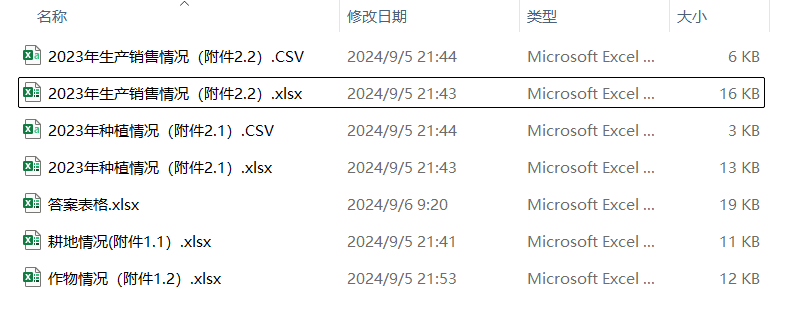 名称 修改日期 类型 大小
2023年生产销售情况（附件2.2）.CSV 2024/9/5 21:44 Microsoft Excel ... 6 KB
2023年生产销售情况（附件2.2）.xlsx 2024/9/5 21:43 Microsoft Excel ... 16 KB
2023年种植情况（附件2.1）.CSV 2024/9/5 21:44 Microsoft Excel ... 3 KB
2023年种植情况（附件2.1）.xlsx 2024/9/5 21:43 Microsoft Excel ... 13 KB
答案表格.xlsx 2024/9/6 9:20 Microsoft Excel ... 19 KB
耕地情况(附件1.1）.xlsx 2024/9/5 21:41 Microsoft Excel ... 11 KB
作物情况（附件1.2）.xlsx 2024/9/5 21:53 Microsoft Excel ... 12 KB